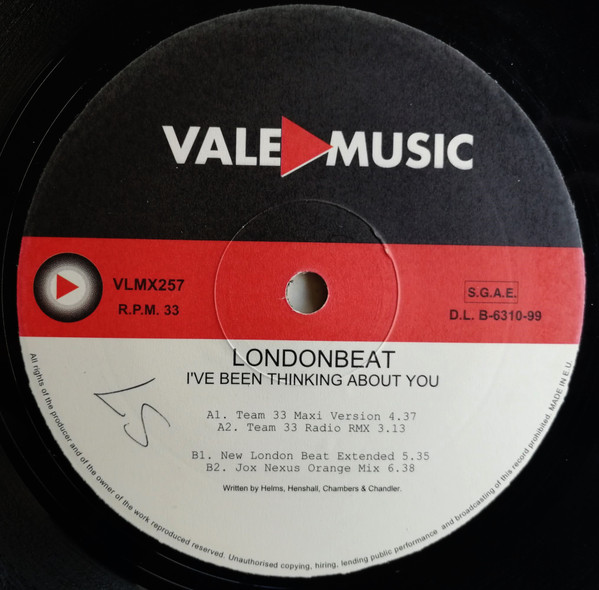 VALE MUSIC
VLMX257
R.P.M. 33
S.G.A.E.
D.L. B-6310-99
LONDONBEAT
I'VE BEEN THINKING ABOUT YOU
A1. Team 33 Maxi Version 4.37
A2. Team 33 Radio RMX 3.13
B1. New London Beat Extended 5.35
B2. Jox Nexus Orange Mix 6.38
Written by Helms, Henshall, Chambers & Chandler.
All rights of the producer and of the owner of the work reproduced reserved. Unauthorised copying, hiring, lending public performance and broadcasting of this record prohibited. MADE IN E.U.